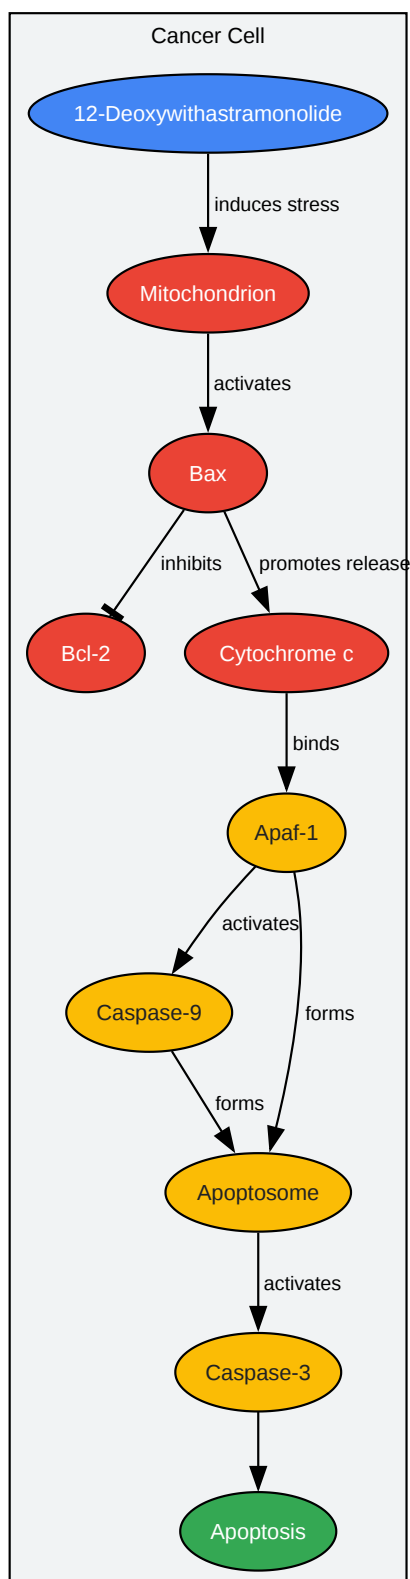 Cancer Cell
12-Deoxywithastramonolide
induces stress
Mitochondrion
activates
Bax
inhibits
promotes release
Bcl-2
Cytochrome c
binds
Apaf-1
activates
Caspase-9
forms
forms
Apoptosome
activates
Caspase-3
Apoptosis